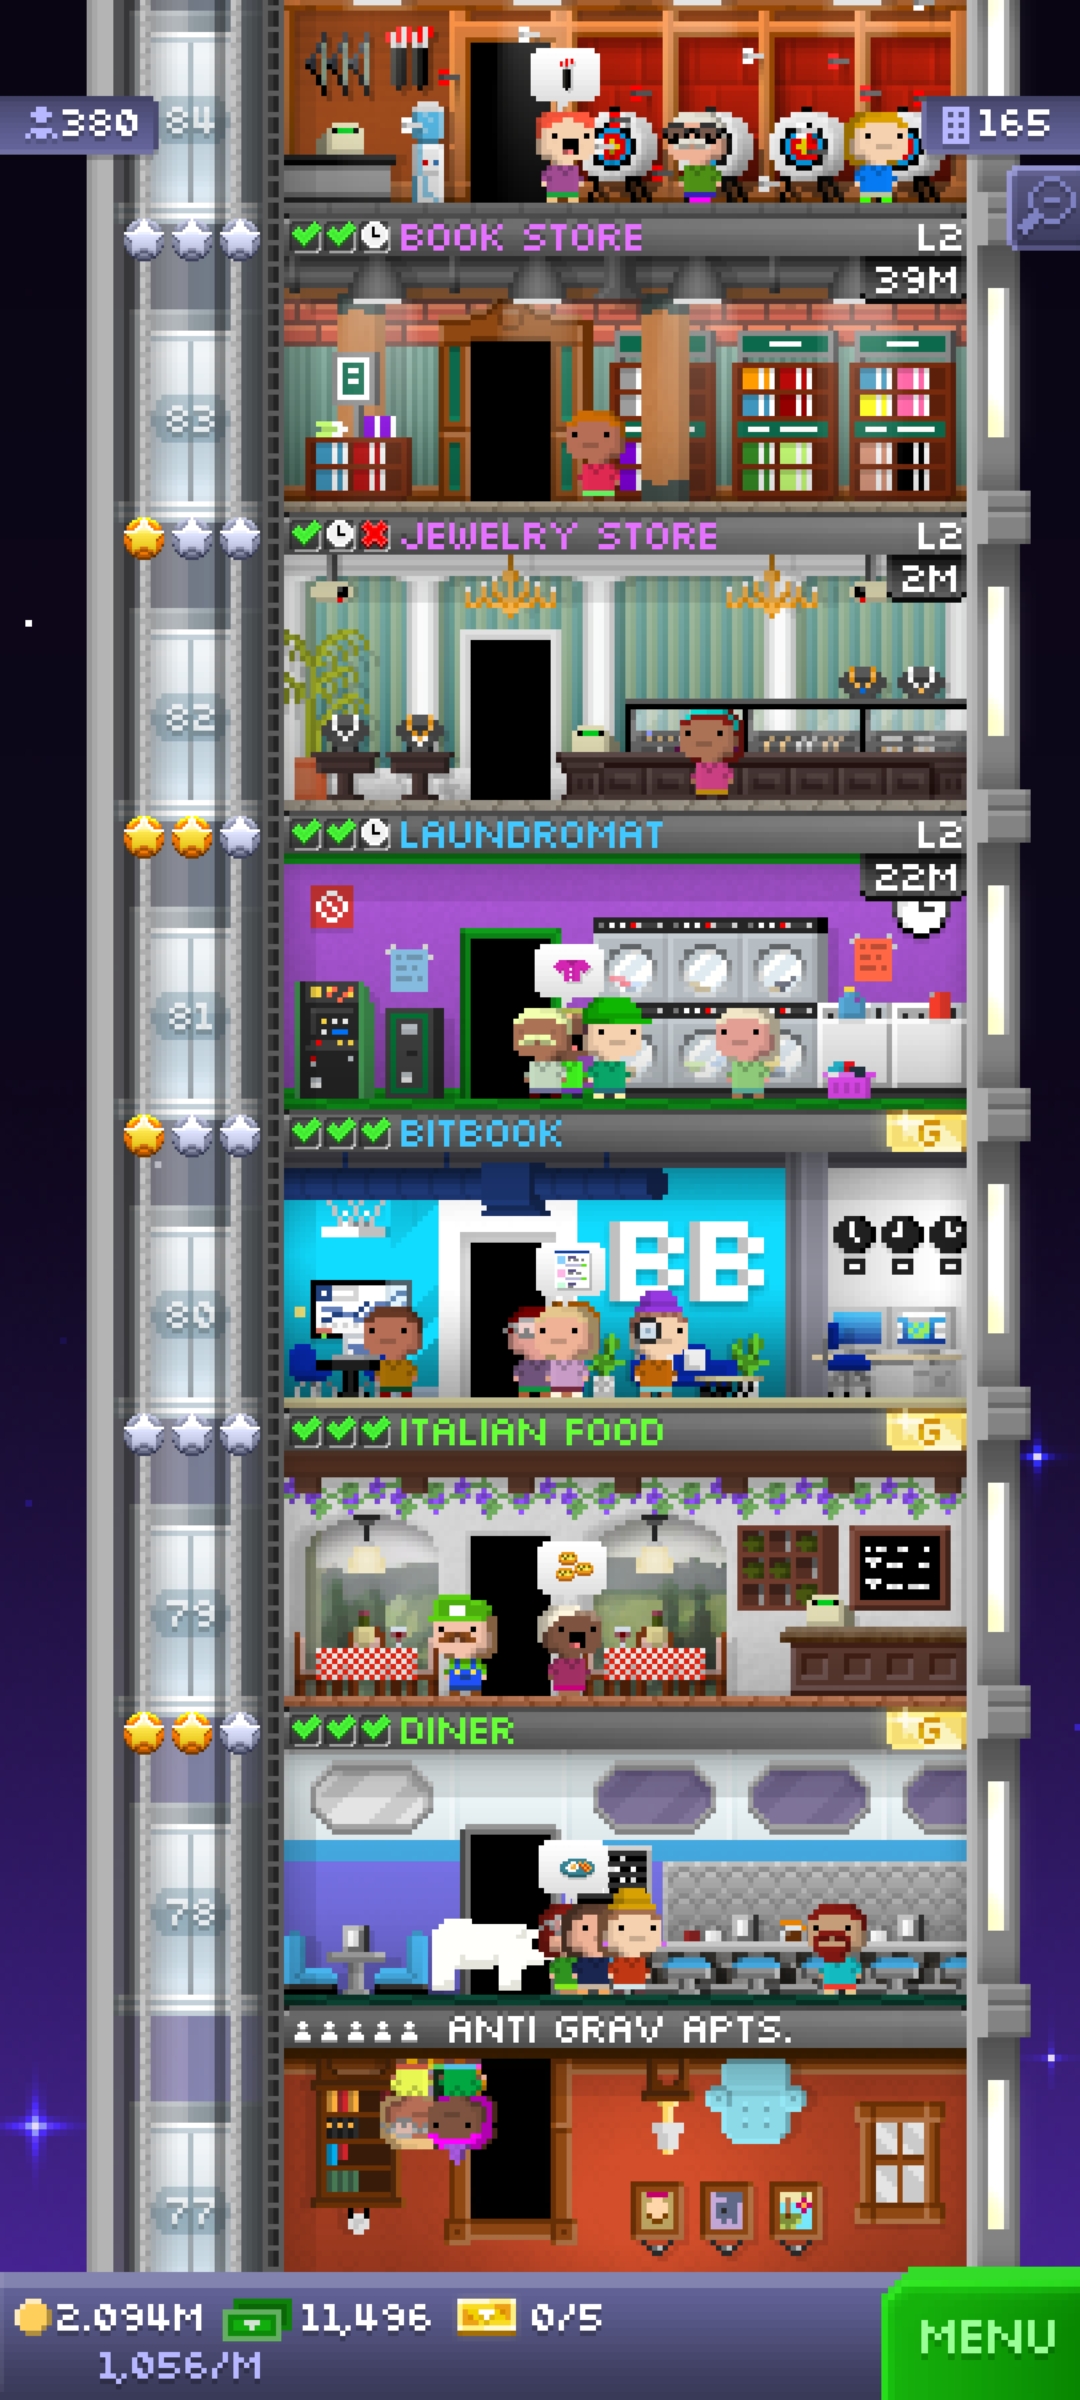 380
84
165
BOOK STORE L2
39M
83
JEWELRY STORE L2
2M
82
LAUNDROMAT L2
22M
81
BITBOOK G
BB
80
ITALIAN FOOD G
79
DINER G
78
ANTI GRAV APTS.
77
2.094M 11,496 0/5
1,056/M
MENU